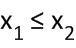 x₁ ≤ x₂